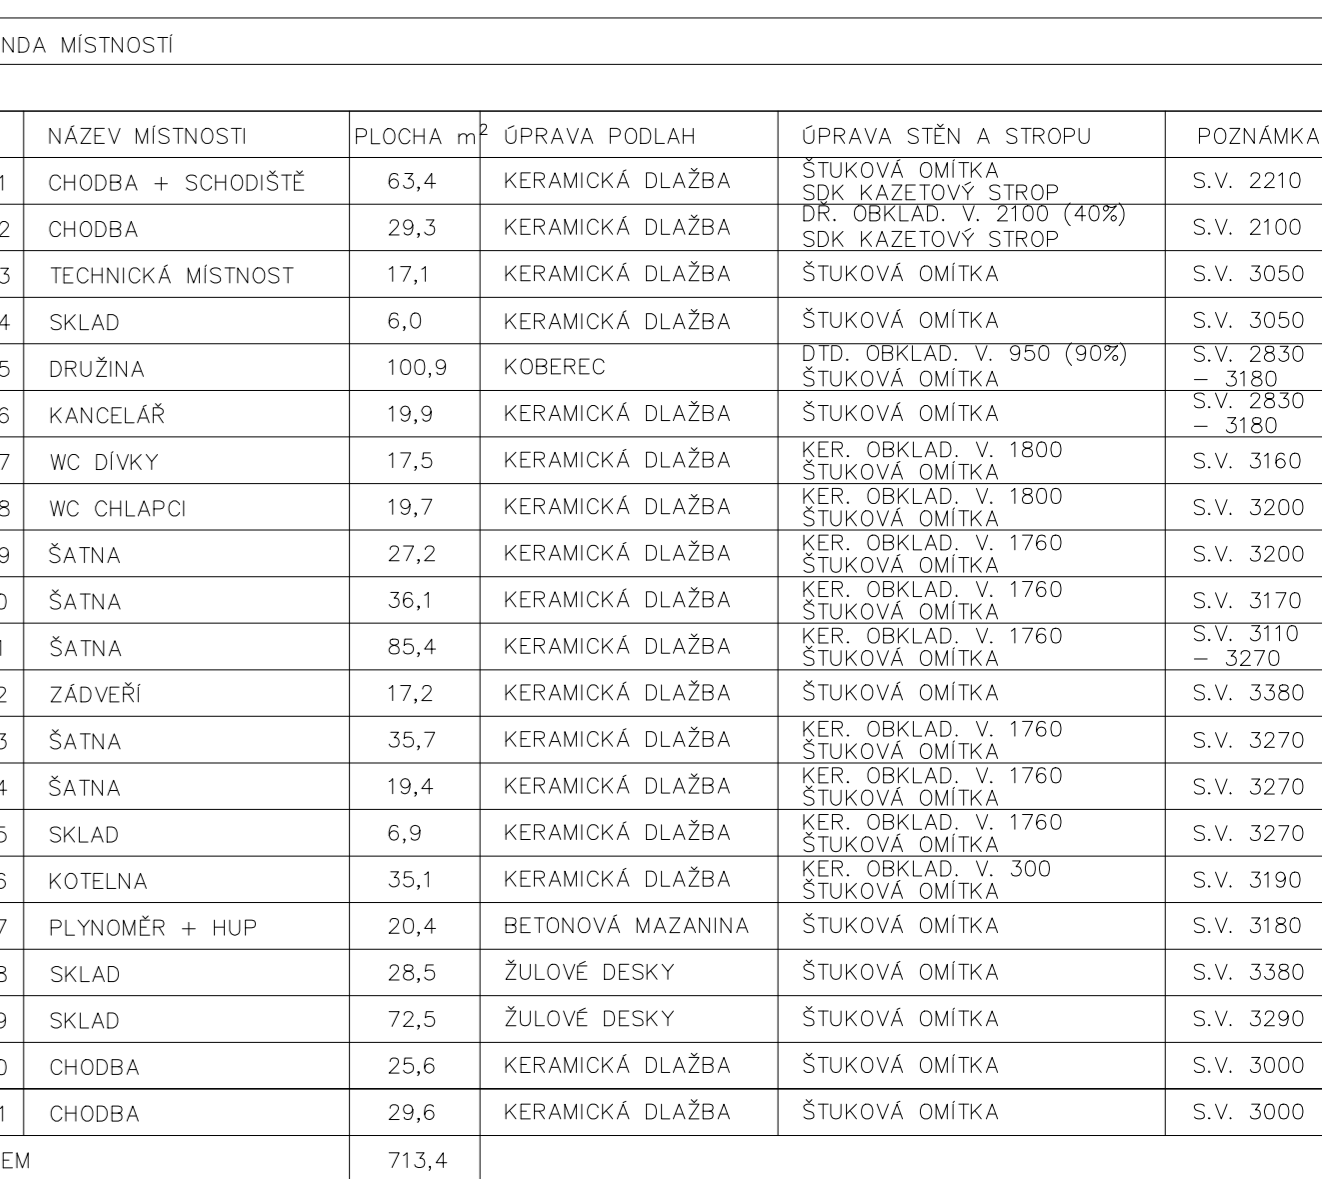 NDA MÍSTNOSTÍ
NÁZEV MÍSTNOSTI PLOCHA m² ÚPRAVA PODLAH ÚPRAVA STĚN A STROPU POZNÁMKA
1 CHODBA + SCHODIŠTĚ 63,4 KERAMICKÁ DLAŽBA ŠTUKOVÁ OMÍTKA S.V. 2210
SDK KAZETOVÝ STROP
2 CHODBA 29,3 KERAMICKÁ DLAŽBA DŘ. OBKLAD. V. 2100 (40%) S.V. 2100
SDK KAZETOVÝ STROP
3 TECHNICKÁ MÍSTNOST 17,1 KERAMICKÁ DLAŽBA ŠTUKOVÁ OMÍTKA S.V. 3050
4 SKLAD 6,0 KERAMICKÁ DLAŽBA ŠTUKOVÁ OMÍTKA S.V. 3050
5 DRUŽINA 100,9 KOBEREC DTD. OBKLAD. V. 950 (90%) S.V. 2830
ŠTUKOVÁ OMÍTKA – 3180
6 KANCELÁŘ 19,9 KERAMICKÁ DLAŽBA ŠTUKOVÁ OMÍTKA S.V. 2830
– 3180
7 WC DÍVKY 17,5 KERAMICKÁ DLAŽBA KER. OBKLAD. V. 1800 S.V. 3160
ŠTUKOVÁ OMÍTKA
8 WC CHLAPCI 19,7 KERAMICKÁ DLAŽBA KER. OBKLAD. V. 1800 S.V. 3200
ŠTUKOVÁ OMÍTKA
9 ŠATNA 27,2 KERAMICKÁ DLAŽBA KER. OBKLAD. V. 1760 S.V. 3200
ŠTUKOVÁ OMÍTKA
0 ŠATNA 36,1 KERAMICKÁ DLAŽBA KER. OBKLAD. V. 1760 S.V. 3170
ŠTUKOVÁ OMÍTKA
1 ŠATNA 85,4 KERAMICKÁ DLAŽBA KER. OBKLAD. V. 1760 S.V. 3110
ŠTUKOVÁ OMÍTKA – 3270
2 ZÁDVEŘÍ 17,2 KERAMICKÁ DLAŽBA ŠTUKOVÁ OMÍTKA S.V. 3380
3 ŠATNA 35,7 KERAMICKÁ DLAŽBA KER. OBKLAD. V. 1760 S.V. 3270
ŠTUKOVÁ OMÍTKA
4 ŠATNA 19,4 KERAMICKÁ DLAŽBA KER. OBKLAD. V. 1760 S.V. 3270
ŠTUKOVÁ OMÍTKA
5 SKLAD 6,9 KERAMICKÁ DLAŽBA KER. OBKLAD. V. 1760 S.V. 3270
ŠTUKOVÁ OMÍTKA
6 KOTELNA 35,1 KERAMICKÁ DLAŽBA KER. OBKLAD. V. 300 S.V. 3190
ŠTUKOVÁ OMÍTKA
7 PLYNOMĚR + HUP 20,4 BETONOVÁ MAZANINA ŠTUKOVÁ OMÍTKA S.V. 3180
8 SKLAD 28,5 ŽULOVÉ DESKY ŠTUKOVÁ OMÍTKA S.V. 3380
9 SKLAD 72,5 ŽULOVÉ DESKY ŠTUKOVÁ OMÍTKA S.V. 3290
0 CHODBA 25,6 KERAMICKÁ DLAŽBA ŠTUKOVÁ OMÍTKA S.V. 3000
1 CHODBA 29,6 KERAMICKÁ DLAŽBA ŠTUKOVÁ OMÍTKA S.V. 3000
EM 713,4